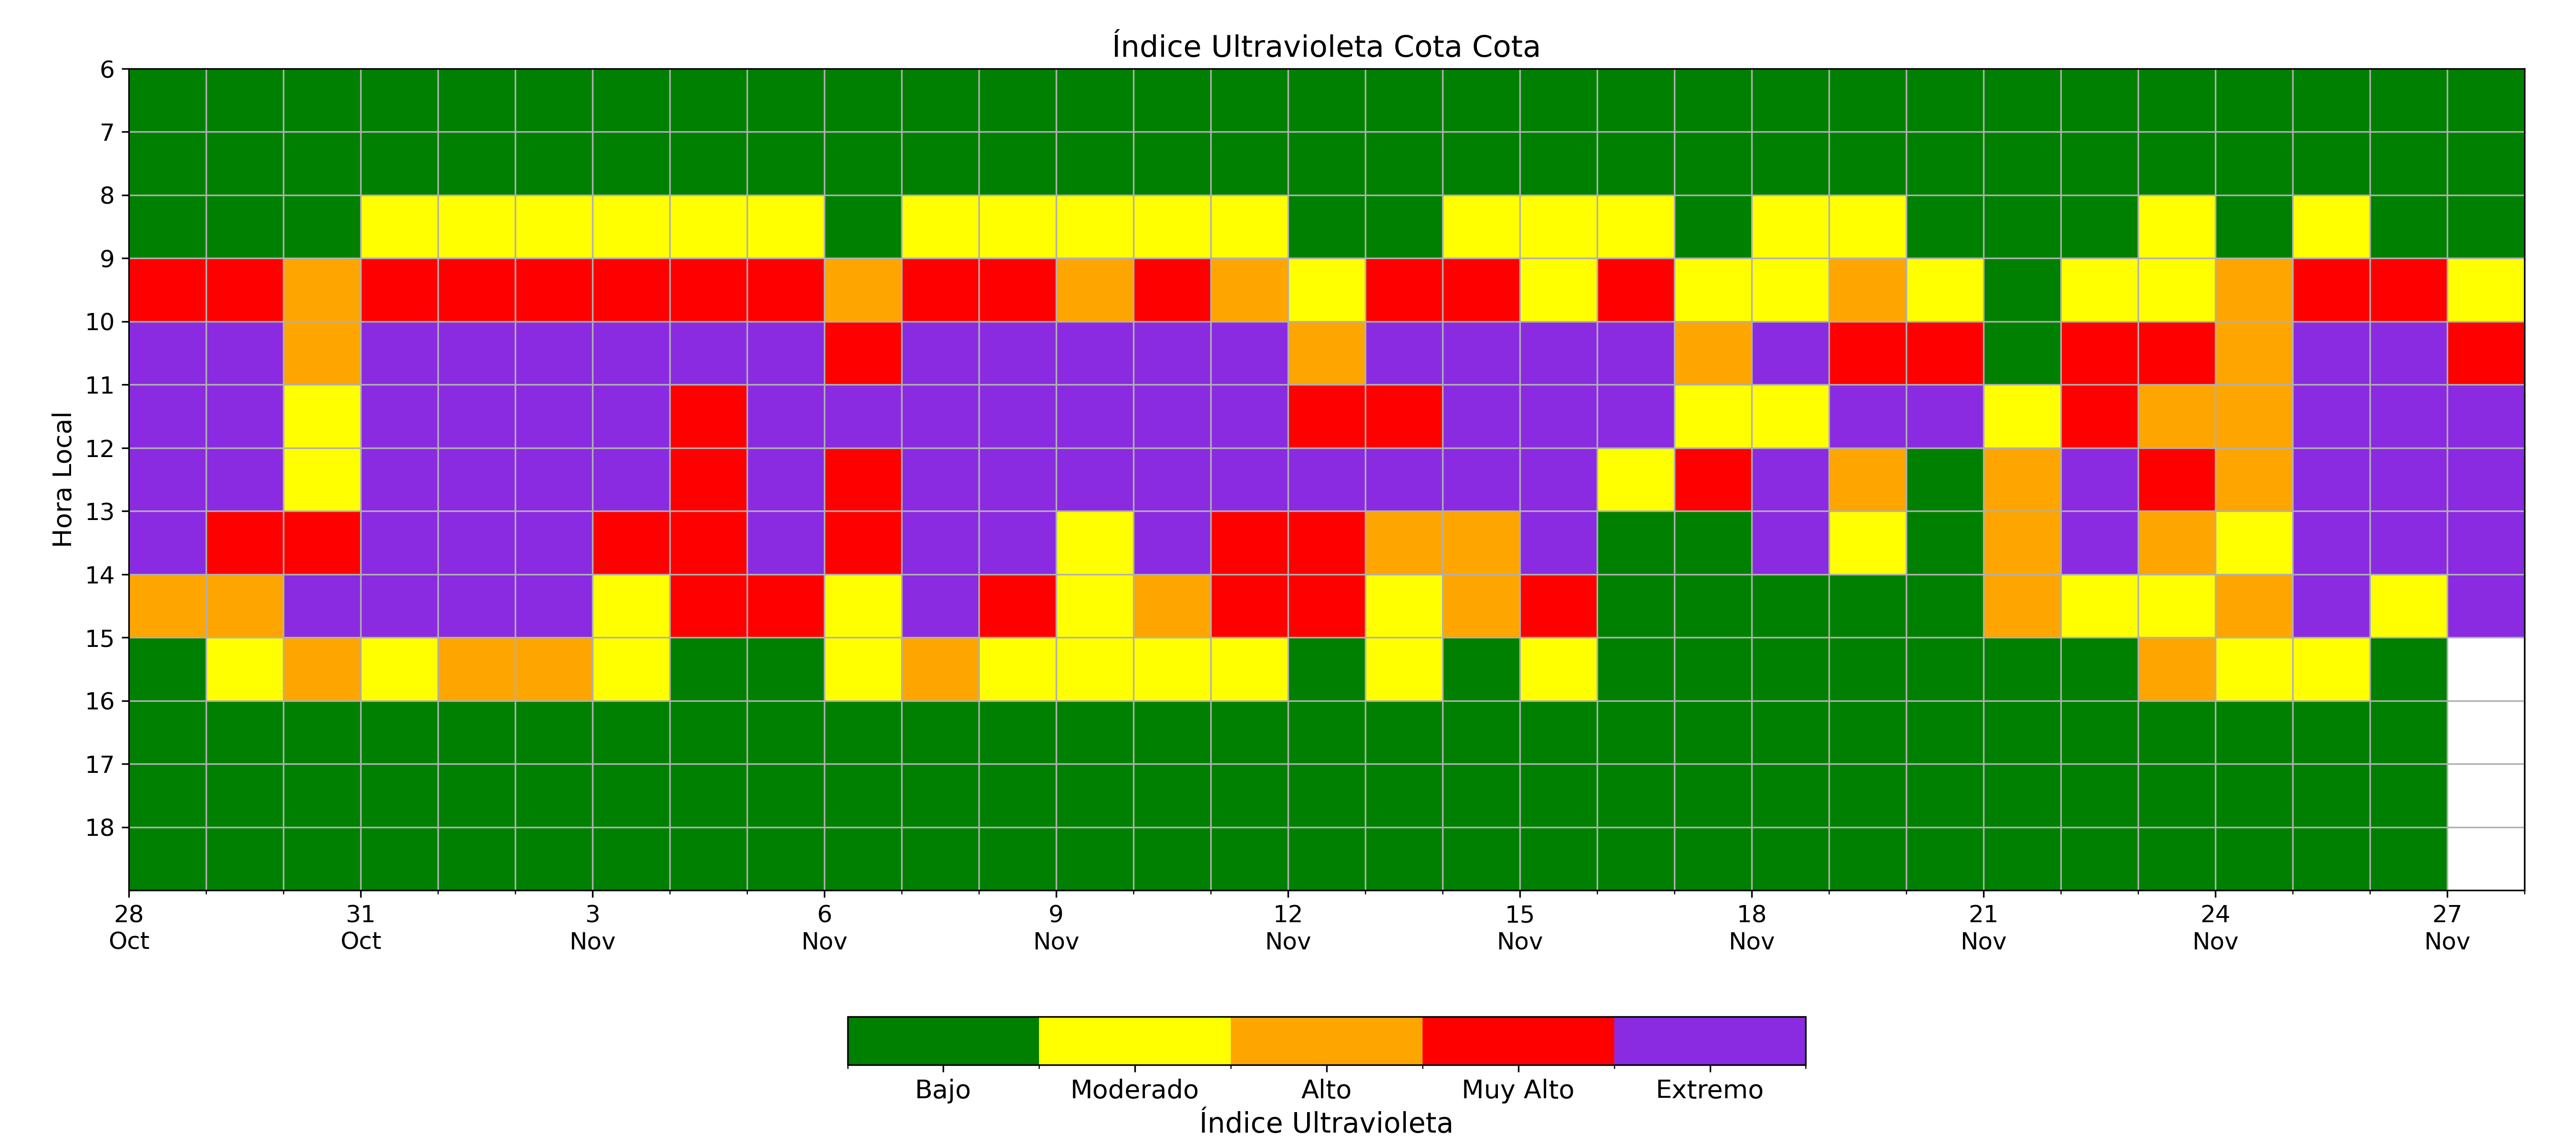 Índice Ultravioleta Cota Cota
Hora Local
6
7
8
9
10
11
12
13
14
15
16
17
18
28 31 3 6 9 12 15 18 21 24 27
Oct Oct Nov Nov Nov Nov Nov Nov Nov Nov Nov
Bajo Moderado Alto Muy Alto Extremo
Índice Ultravioleta